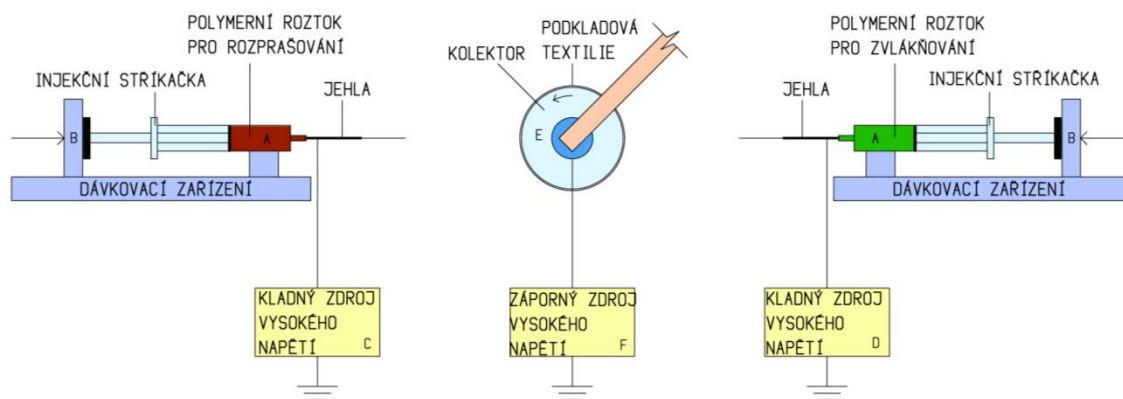 POLYMERNÍ ROZTOK
PRO ROZPRAŠOVÁNÍ
INJEKČNÍ STŘÍKAČKA
JEHLA
B
A
DÁVKOVACÍ ZAŘÍZENÍ
KLADNÝ ZDROJ
VYSOKÉHO
NAPĚTÍ C
PODKLADOVÁ
TEXTILIE
KOLEKTOR
E
ZÁPORNÝ ZDROJ
VYSOKÉHO
NAPĚTÍ F
POLYMERNÍ ROZTOK
PRO ZVLÁKŇOVÁNÍ
INJEKČNÍ STŘÍKAČKA
JEHLA
A
B
DÁVKOVACÍ ZAŘÍZENÍ
KLADNÝ ZDROJ
VYSOKÉHO
NAPĚTÍ D